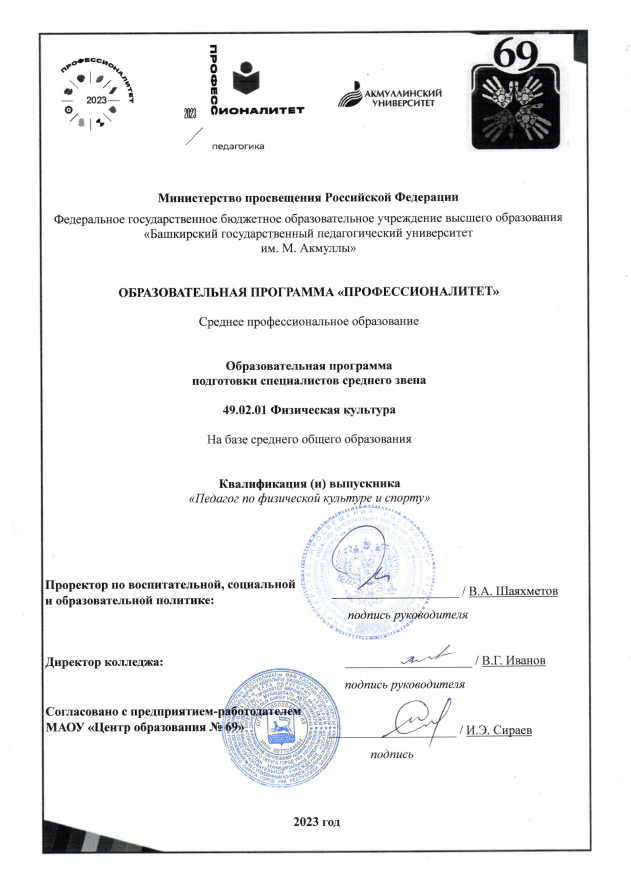 ПРОФЕССИОНАЛИТЕТ
2023
ПРОФЕССИОНАЛИТЕТ
2023
педагогика
АКМУЛЛИНСКИЙ
УНИВЕРСИТЕТ
69
Министерство просвещения Российской Федерации
Федеральное государственное бюджетное образовательное учреждение высшего образования
«Башкирский государственный педагогический университет
им. М. Акмуллы»
ОБРАЗОВАТЕЛЬНАЯ ПРОГРАММА «ПРОФЕССИОНАЛИТЕТ»
Среднее профессиональное образование
Образовательная программа
подготовки специалистов среднего звена
49.02.01 Физическая культура
На базе среднего общего образования
Квалификация (и) выпускника
«Педагог по физической культуре и спорту»
Проректор по воспитательной, социальной
и образовательной политике: / В.А. Шаяхметов
подпись руководителя
Директор колледжа: / В.Г. Иванов
подпись руководителя
Согласовано с предприятием-работодателем
МАОУ «Центр образования № 69» / И.Э. Сираев
подпись
2023 год